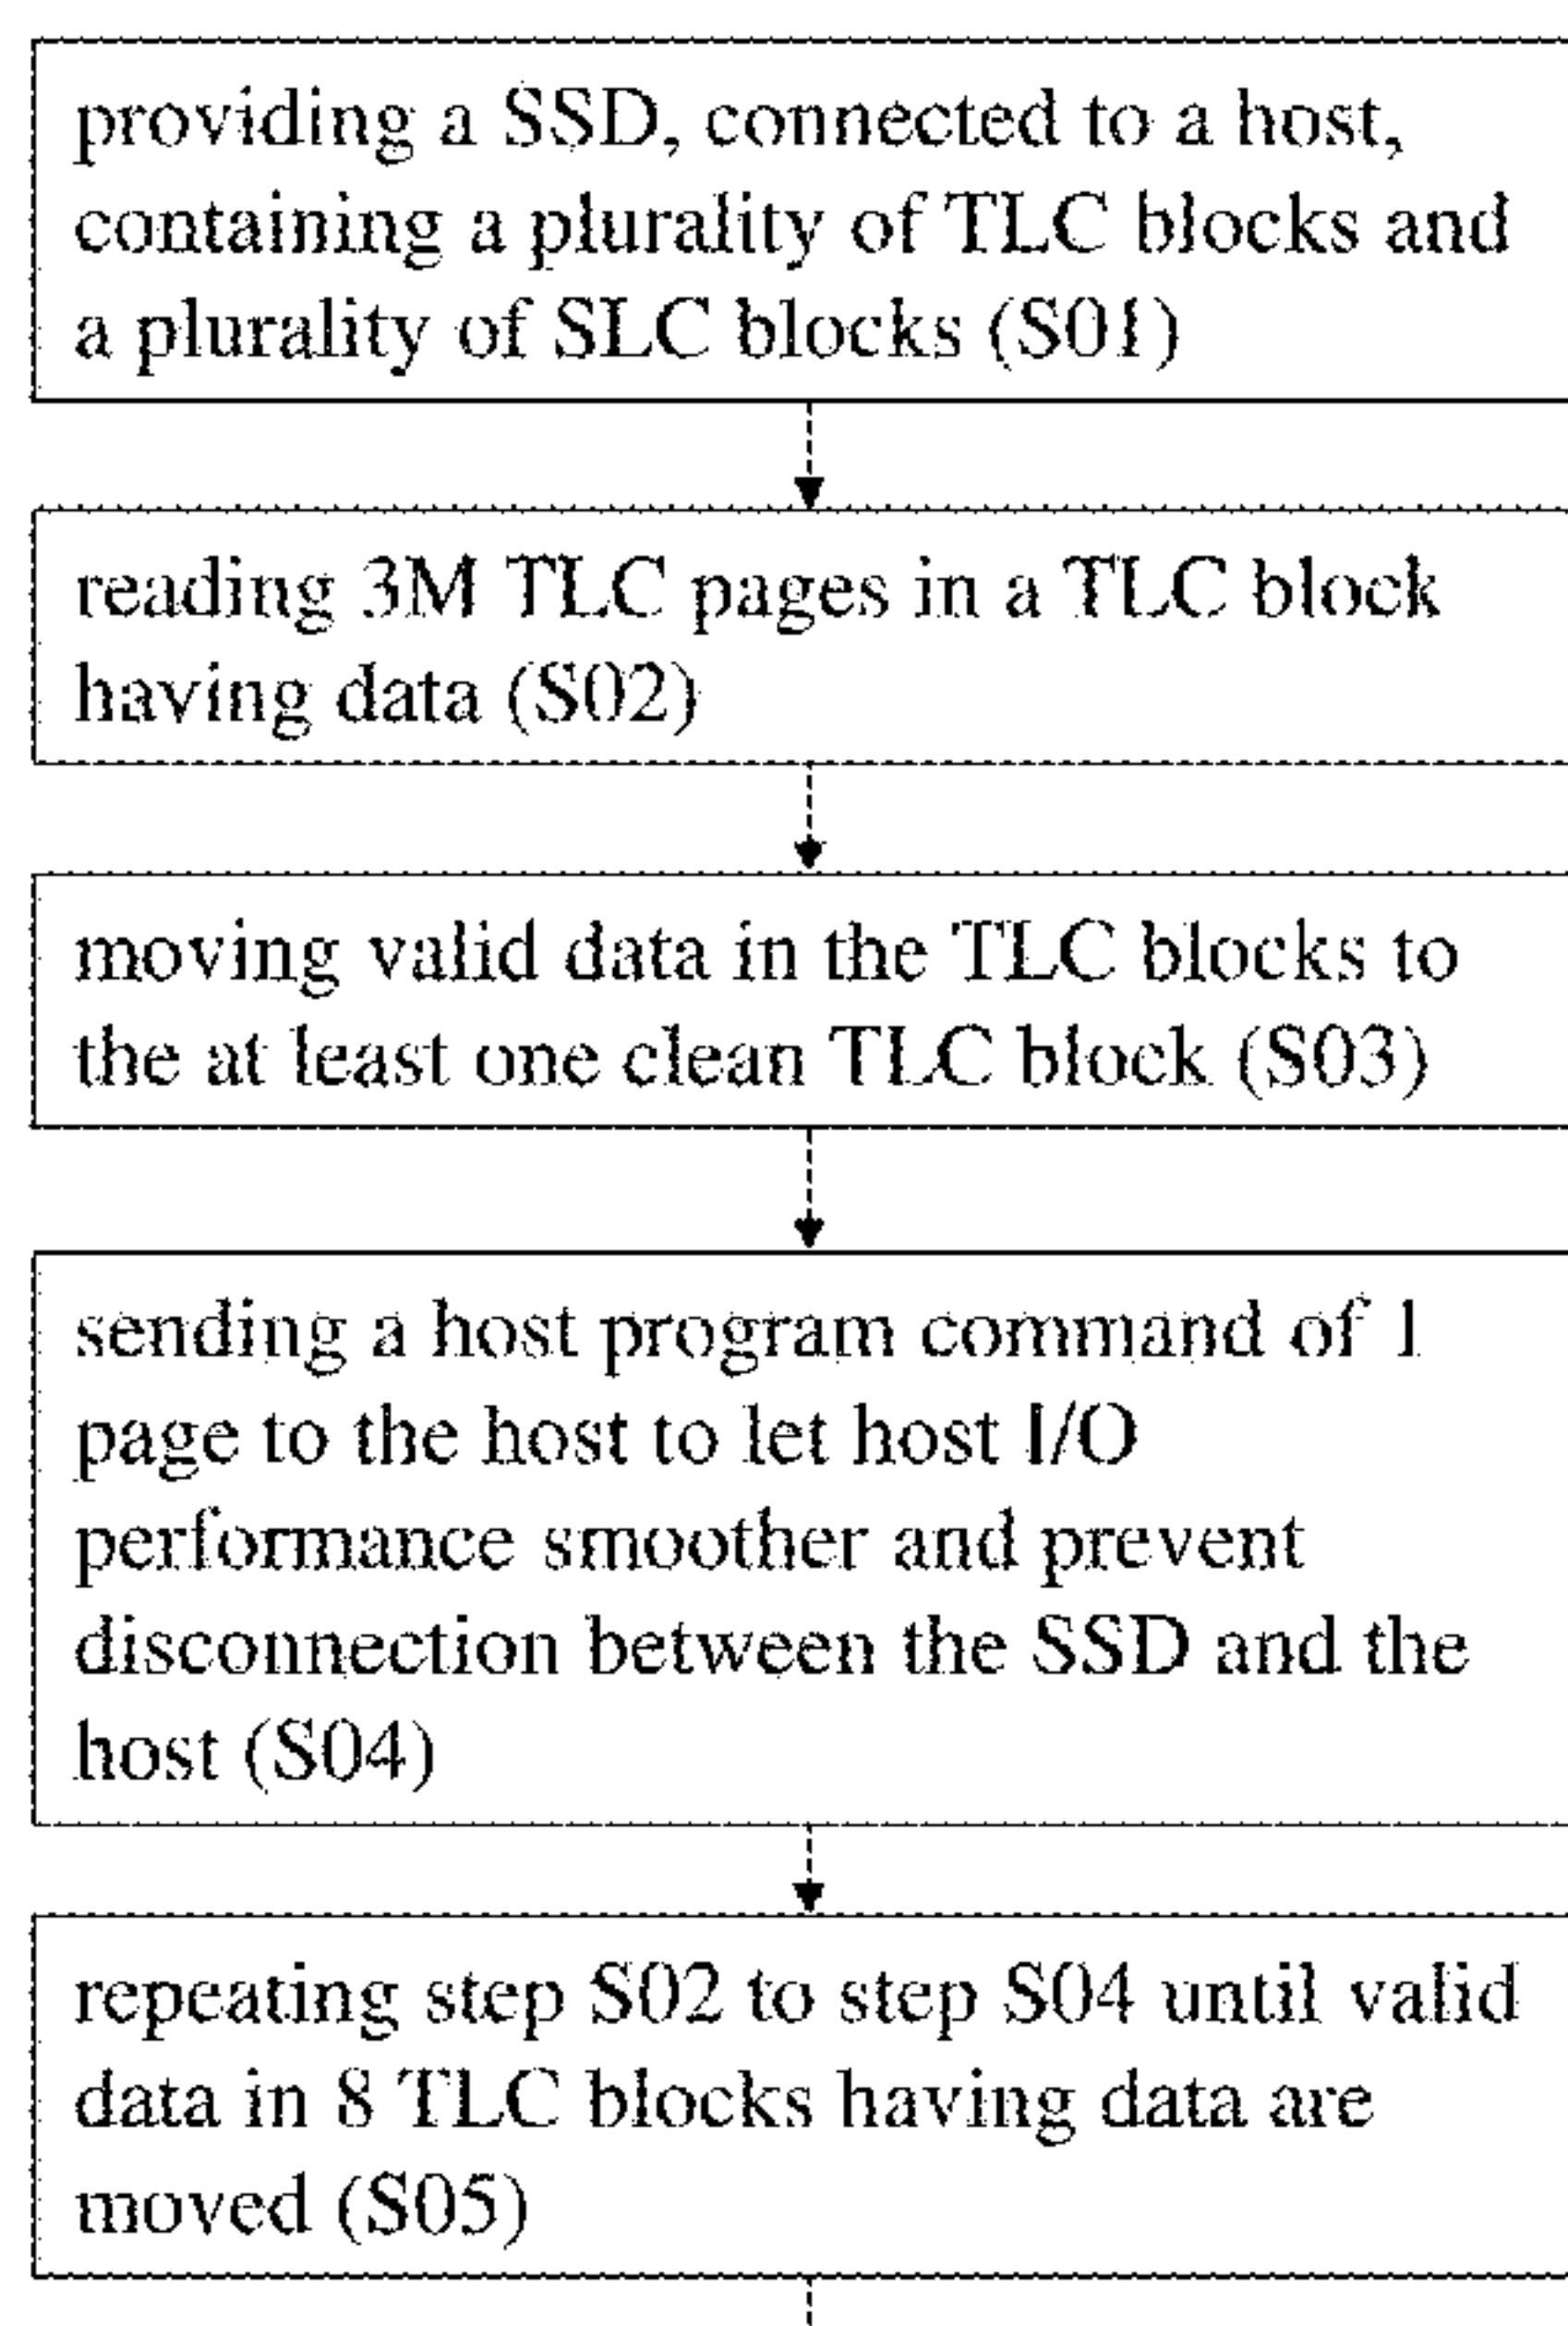 providing a SSD, connected to a host,
containing a plurality of TLC blocks and
a plurality of SLC blocks (S01)
reading 3M TLC pages in a TLC block
having data (S02)
moving valid data in the TLC blocks to
the at least one clean TLC block (S03)
sending a host program command of 1
page to the host to let host I/O
performance smoother and prevent
disconnection between the SSD and the
host (S04)
repeating step S02 to step S04 until valid
data in 8 TLC blocks having data are
moved (S05)